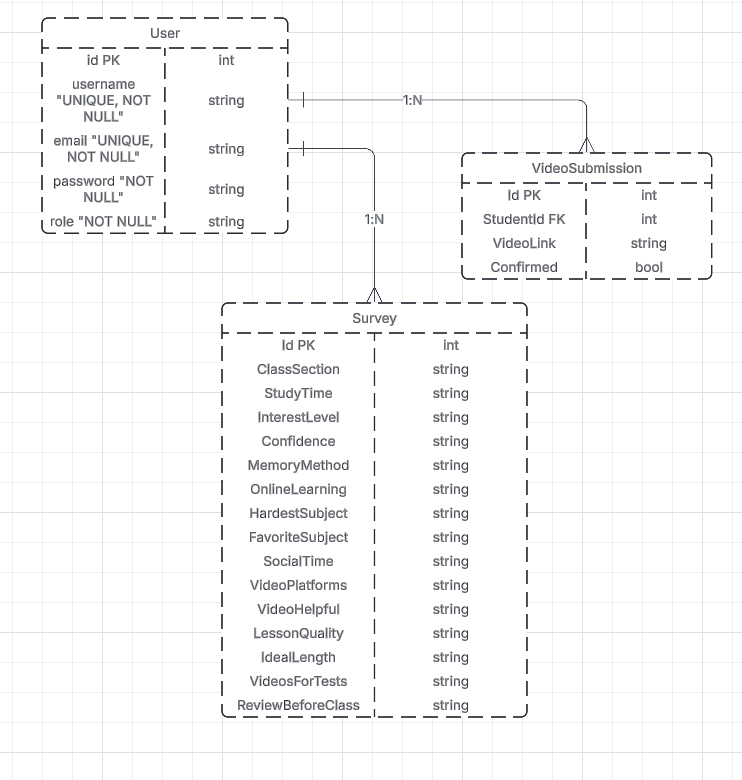 User
id PK int
username
"UNIQUE, NOT
NULL" string
email "UNIQUE,
NOT NULL" string
password "NOT
NULL" string
role "NOT NULL" string
1:N
1:N
VideoSubmission
Id PK int
StudentId FK int
VideoLink string
Confirmed bool
Survey
Id PK int
ClassSection string
StudyTime string
InterestLevel string
Confidence string
MemoryMethod string
OnlineLearning string
HardestSubject string
FavoriteSubject string
SocialTime string
VideoPlatforms string
VideoHelpful string
LessonQuality string
IdealLength string
VideosForTests string
ReviewBeforeClass string